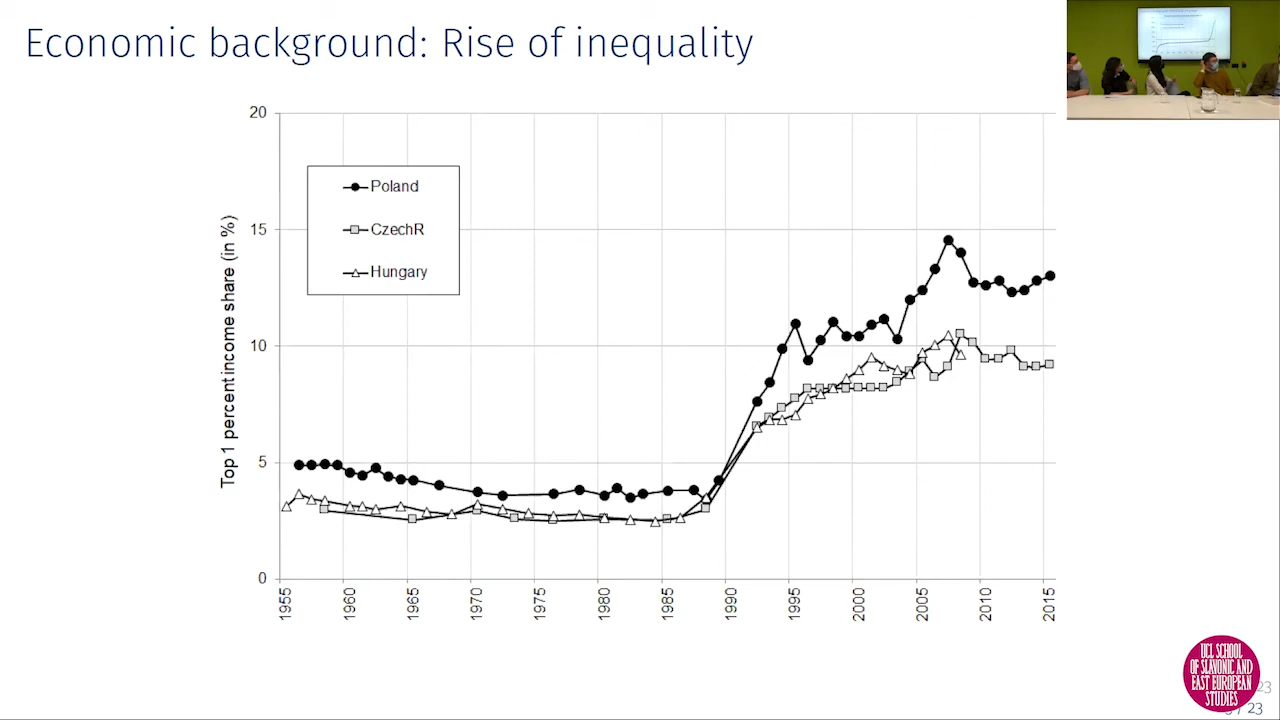 Economic background: Rise of inequality
Top 1 percent income share (in %)
20
15
10
5
0
Poland
CzechR
Hungary
1955
1960
1965
1970
1975
1980
1985
1990
1995
2000
2005
2010
2015
UCL SCHOOL
OF SLAVONIC AND
EAST EUROPEAN
STUDIES
23
/ 23